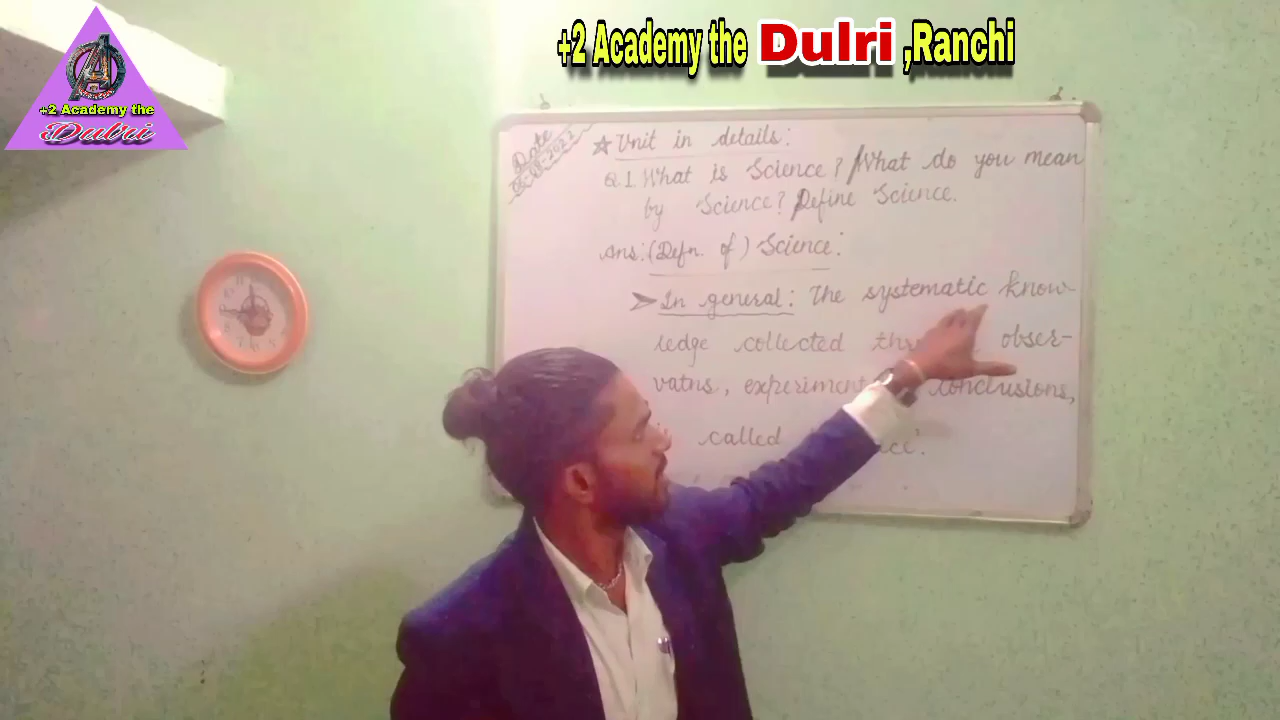 +2 Academy the Dulri ,Ranchi
+2 Academy the
Dulri
Date
☆ Unit in details:
Q.1. What is Science? What do you mean
by Science? Define Science.
Ans: (Defn. of) Science:
➢ In general: The systematic know-
ledge collected obser-
vatns, experiment conclusions,
called